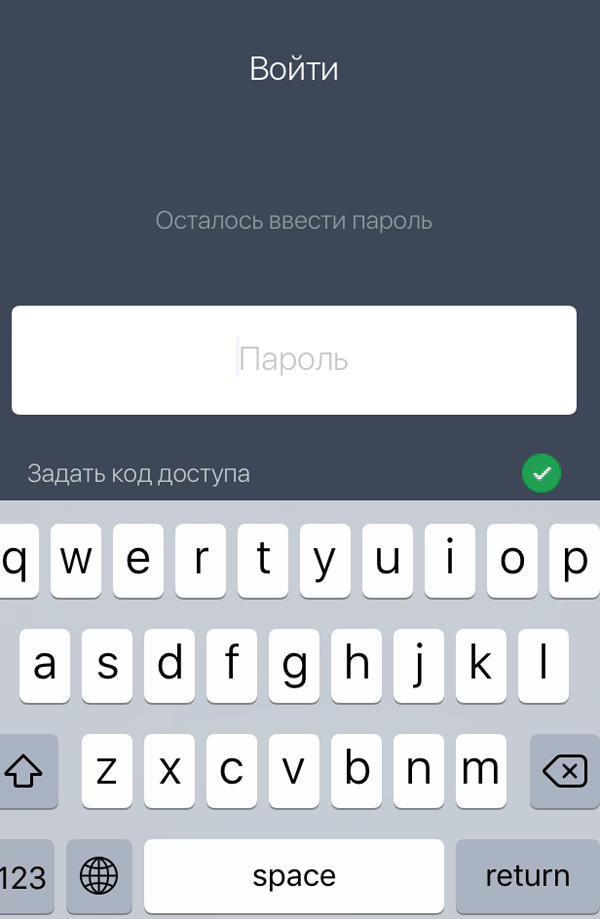 Войти
Осталось ввести пароль
Пароль
Задать код доступа
q w e r t y u i o p
a s d f g h j k l
z x c v b n m
123 space return